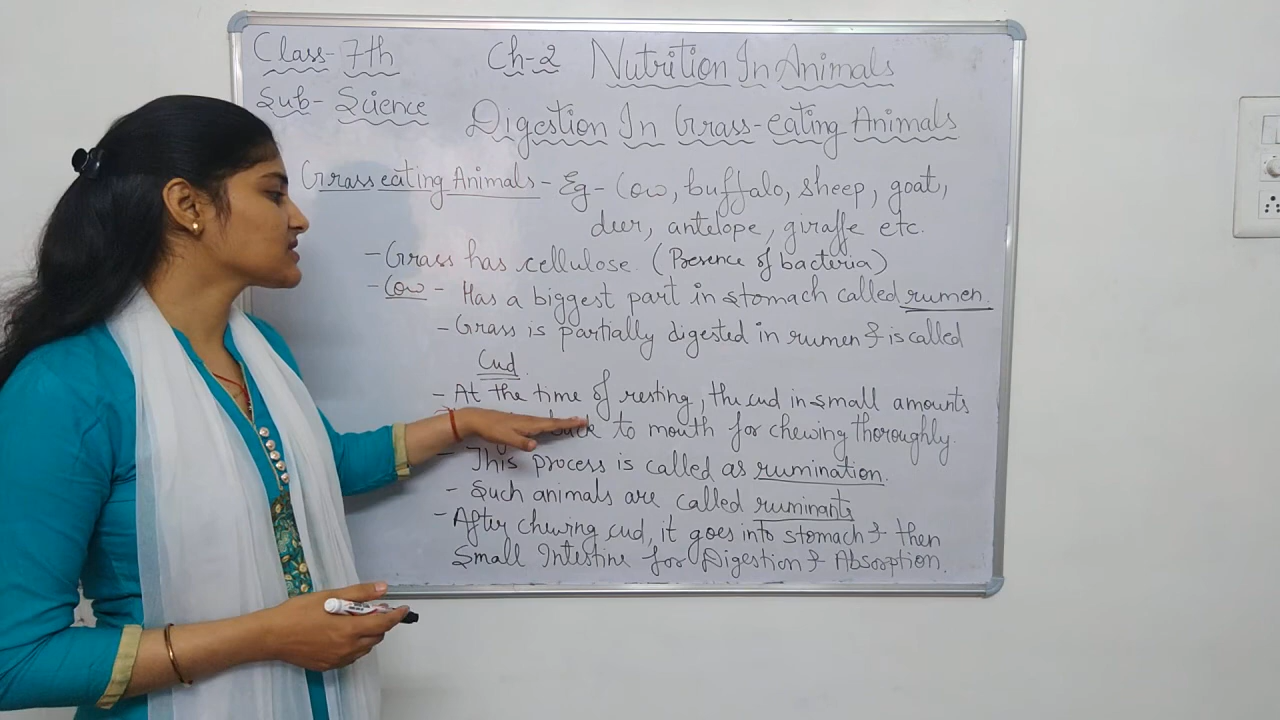 Class- 7th
Ch-2 Nutrition In Animals
Sub- Science
Digestion In Grass-eating Animals
Grass eating Animals - Eg - Cow, buffalo, sheep, goat,
deer, antelope, giraffe etc.
- Grass has cellulose. (Presence of bacteria)
- Cow - Has a biggest part in stomach called rumen.
- Grass is partially digested in rumen & is called
Cud.
- At the time of resting, the cud in small amounts
back to mouth for chewing thoroughly.
- This process is called as rumination.
- Such animals are called ruminants
- After chewing cud, it goes into stomach & then
Small Intestine for Digestion & Absorption.